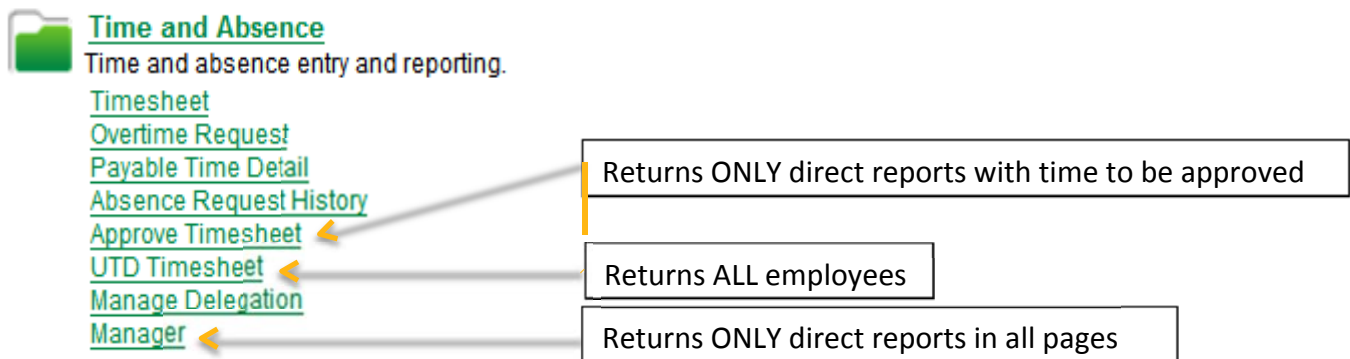 Time and Absence
Time and absence entry and reporting.
Timesheet
Overtime Request
Payable Time Detail
Absence Request History
Approve Timesheet
UTD Timesheet
Manage Delegation
Manager
Returns ONLY direct reports with time to be approved
Returns ALL employees
Returns ONLY direct reports in all pages